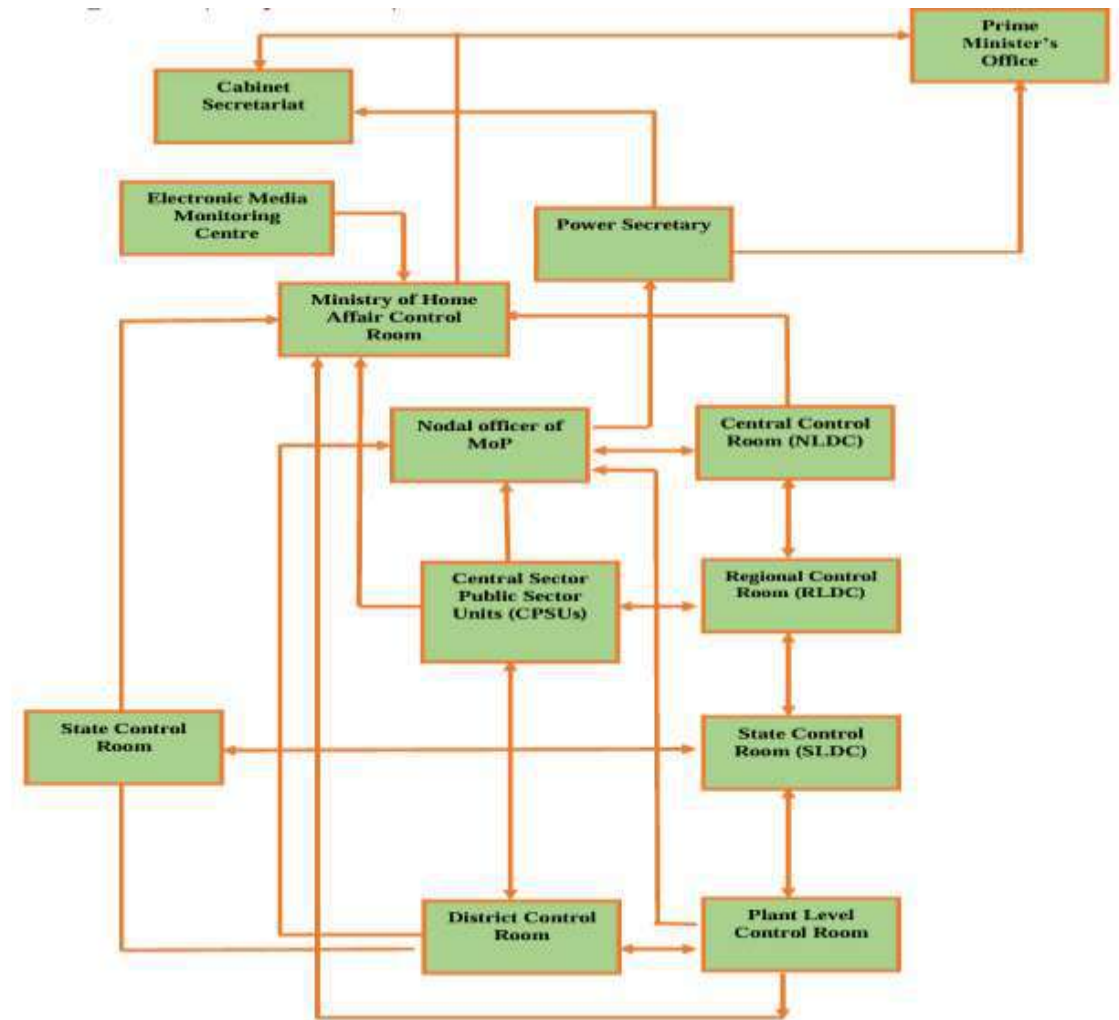 Prime
Minister's
Office
Cabinet
Secretariat
Electronic Media
Monitoring
Centre
Power Secretary
Ministry of Home
Affair Control
Room
Nodal officer of
MoP
Central Control
Room (NLDC)
Central Sector
Public Sector
Units (CPSUs)
Regional Control
Room (RLDC)
State Control
Room
State Control
Room (SLDC)
District Control
Room
Plant Level
Control Room